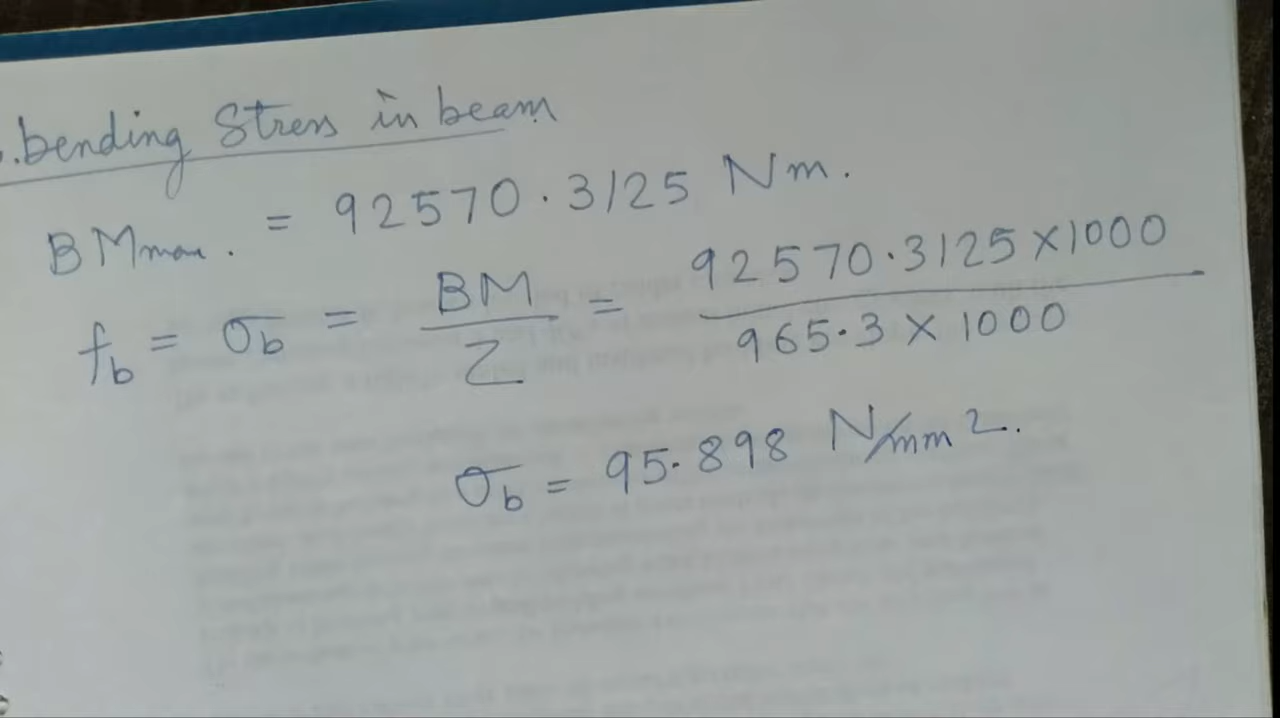 .bending Stress in beam
BMmax. = 92570.3125 Nm.
fb = σb = BM/Z = 92570.3125 x 1000 / 965.3 x 1000
σb = 95.898 N/mm2.